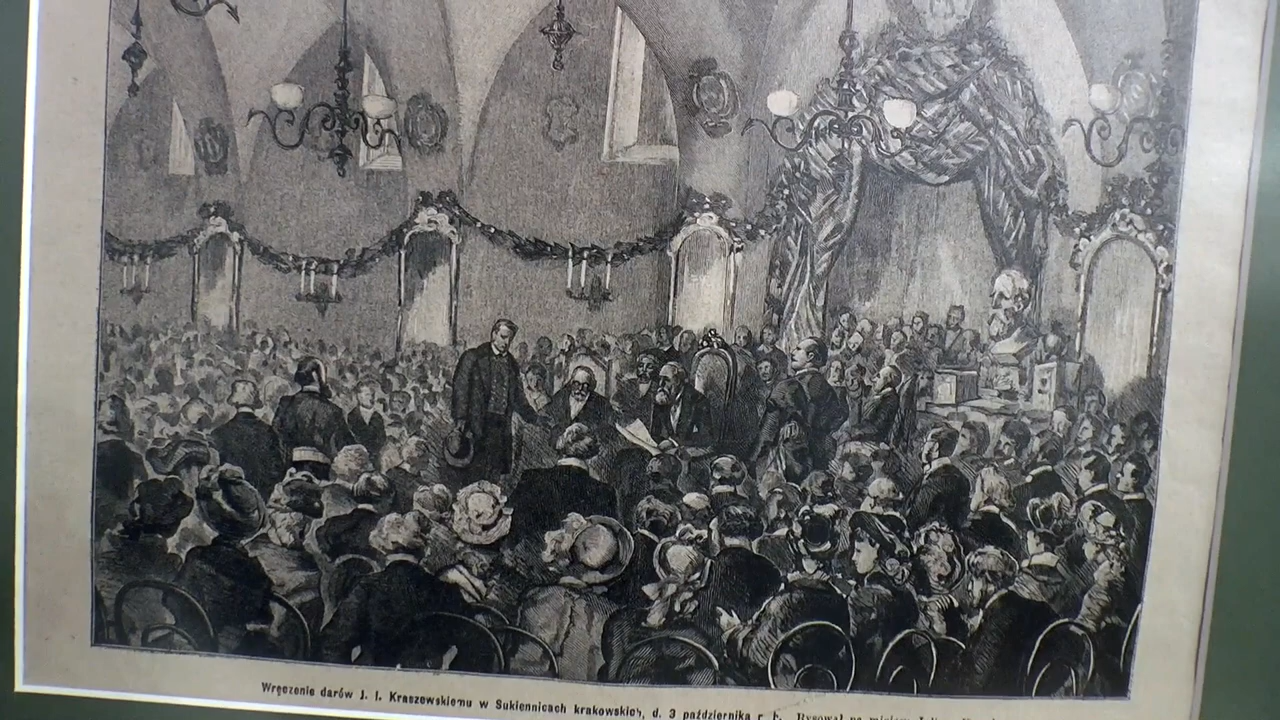 Wręczenie darów J. I. Kraszewskiemu w Sukiennicach krakowskich, d. 3 października r. b. Rysował na miejscu